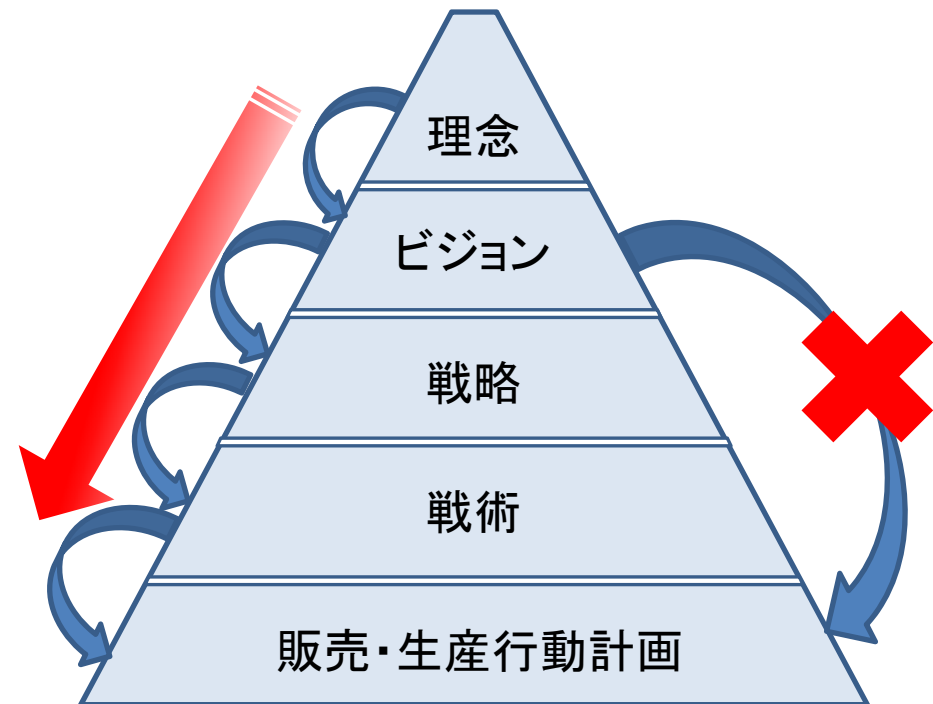 理念
ビジョン
戦略
戦術
販売・生産行動計画